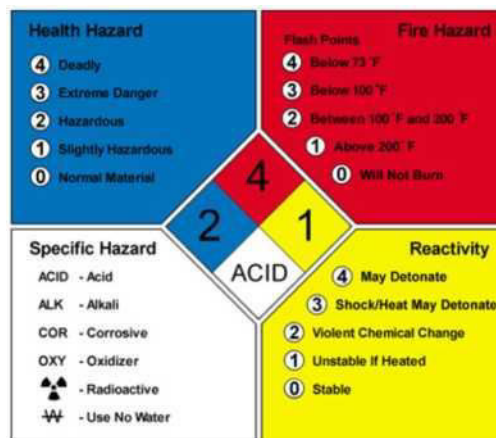 Health Hazard
4 Deadly
3 Extreme Danger
2 Hazardous
1 Slightly Hazardous
0 Normal Material
Fire Hazard
Flash Points
4 Below 73°F
3 Below 100°F
2 Between 100°F and 200°F
1 Above 200°F
0 Will Not Burn
4
2
1
ACID
Specific Hazard
ACID - Acid
ALK - Alkali
COR - Corrosive
OXY - Oxidizer
- Radioactive
W - Use No Water
Reactivity
4 May Detonate
3 Shock/Heat May Detonate
2 Violent Chemical Change
1 Unstable If Heated
0 Stable